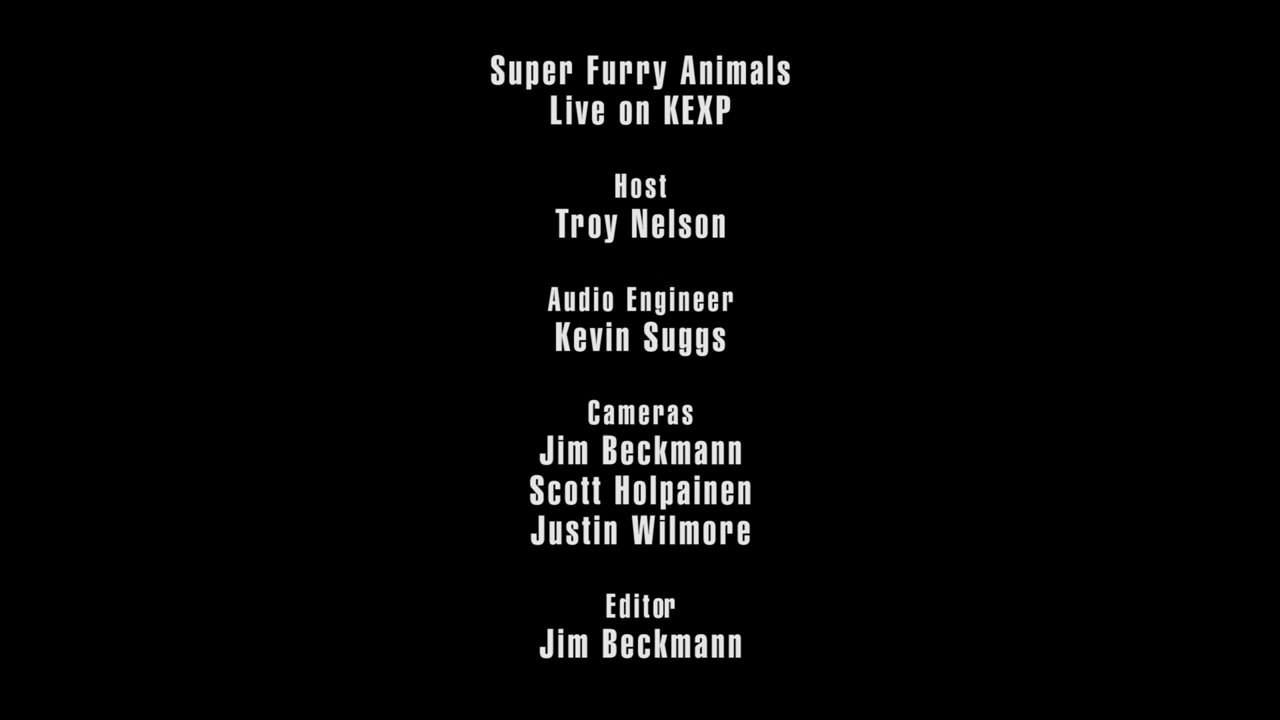 Super Furry Animals
Live on KEXP
Host
Troy Nelson
Audio Engineer
Kevin Suggs
Cameras
Jim Beckmann
Scott Holpainen
Justin Wilmore
Editor
Jim Beckmann